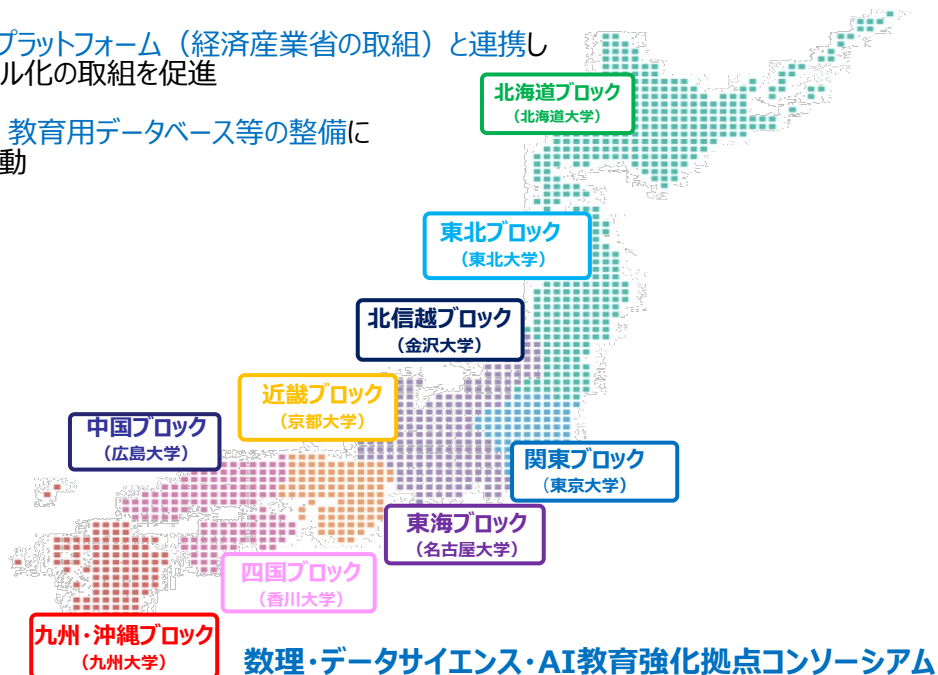 プラットフォーム（経済産業省の取組）と連携し
ル化の取組を促進
教育用データベース等の整備に
動
北海道ブロック
（北海道大学）
東北ブロック
（東北大学）
北信越ブロック
（金沢大学）
近畿ブロック
（京都大学）
中国ブロック
（広島大学）
関東ブロック
（東京大学）
東海ブロック
（名古屋大学）
四国ブロック
（香川大学）
九州・沖縄ブロック
（九州大学）
数理・データサイエンス・AI教育強化拠点コンソーシアム